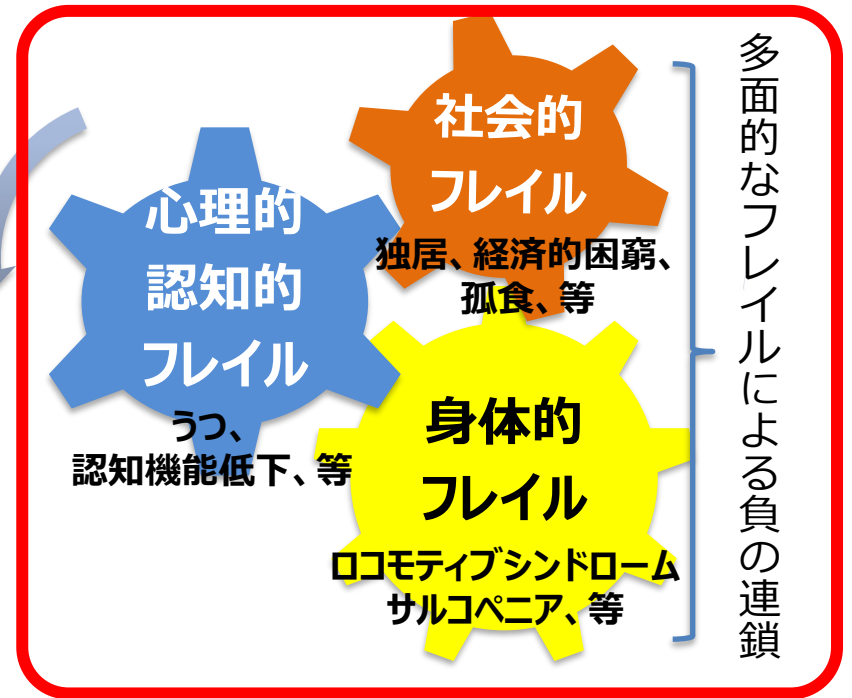 社会的
フレイル
独居、経済的困窮、
孤食、等
心理的
認知的
フレイル
うつ、
認知機能低下、等
身体的
フレイル
ロコモティブシンドローム
サルコペニア、等
多面的なフレイルによる負の連鎖